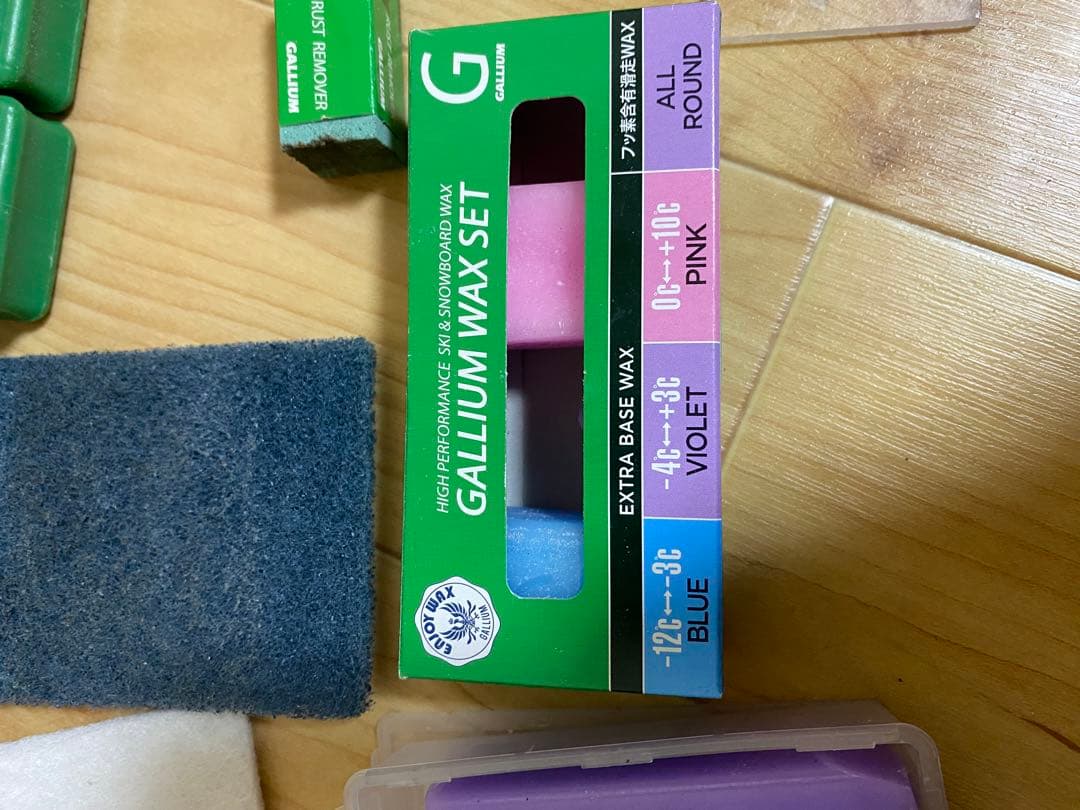 RUST REMOVER
GALLIUM
G
GALLIUM
HIGH PERFORMANCE SKI & SNOWBOARD WAX
GALLIUM WAX SET
ENJOY WAX
GALLIUM
EXTRA BASE WAX
フッ素含有滑走WAX
-12℃↔-3℃
BLUE
-4℃↔+3℃
VIOLET
0℃↔+10℃
PINK
ALL
ROUND